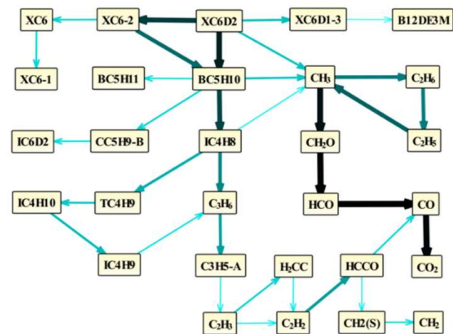 XC6 XC6-2 XC6D2 XC6D1-3 B12DE3M
XC6-1 BC5H11 BC5H10 CH₃ C₂H₆
IC6D2 CC5H9-B IC4H8 CH₂O C₂H₅
IC4H10 TC4H9 C₃H₆ HCO CO
IC4H9 C3H5-A H₂CC HCCO CO₂
C₂H₃ C₂H₂ CH2(S) CH₂